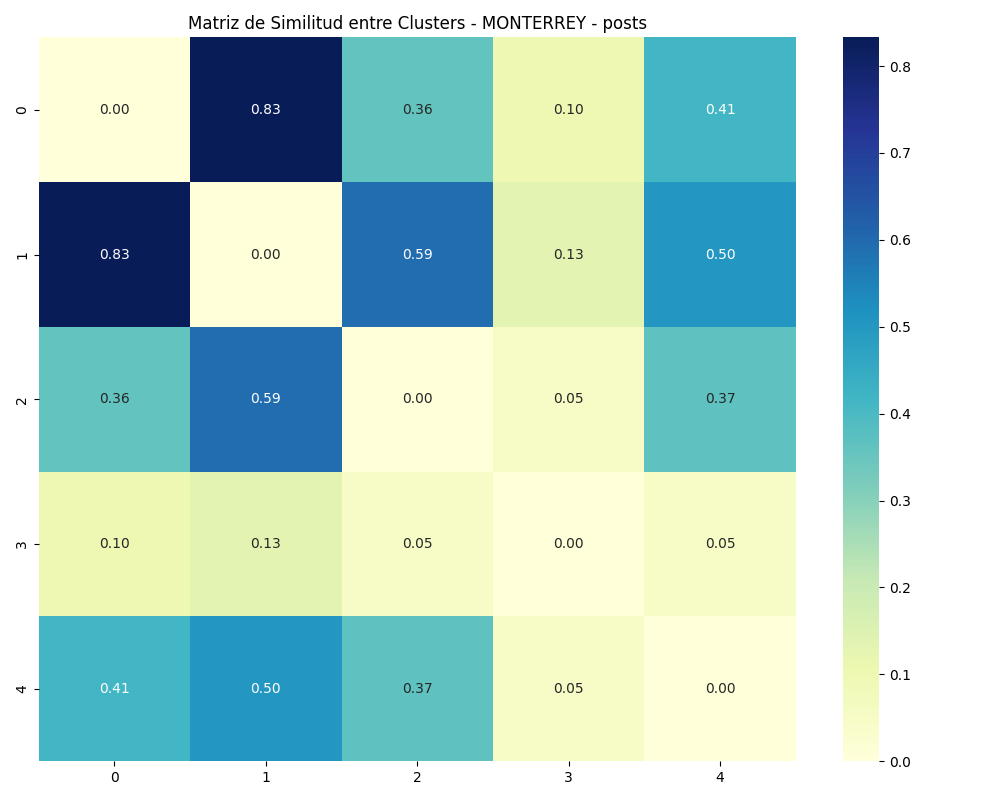 Matriz de Similitud entre Clusters - MONTERREY - posts
0 0.00 0.83 0.36 0.10 0.41
1 0.83 0.00 0.59 0.13 0.50
2 0.36 0.59 0.00 0.05 0.37
3 0.10 0.13 0.05 0.00 0.05
4 0.41 0.50 0.37 0.05 0.00
0 1 2 3 4
0.8
0.7
0.6
0.5
0.4
0.3
0.2
0.1
0.0